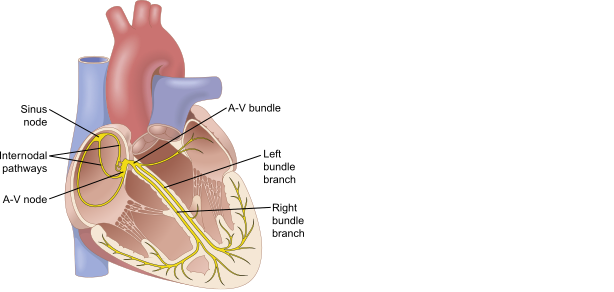 Sinus
node
Internodal
pathways
A-V node
A-V bundle
Left
bundle
branch
Right
bundle
branch